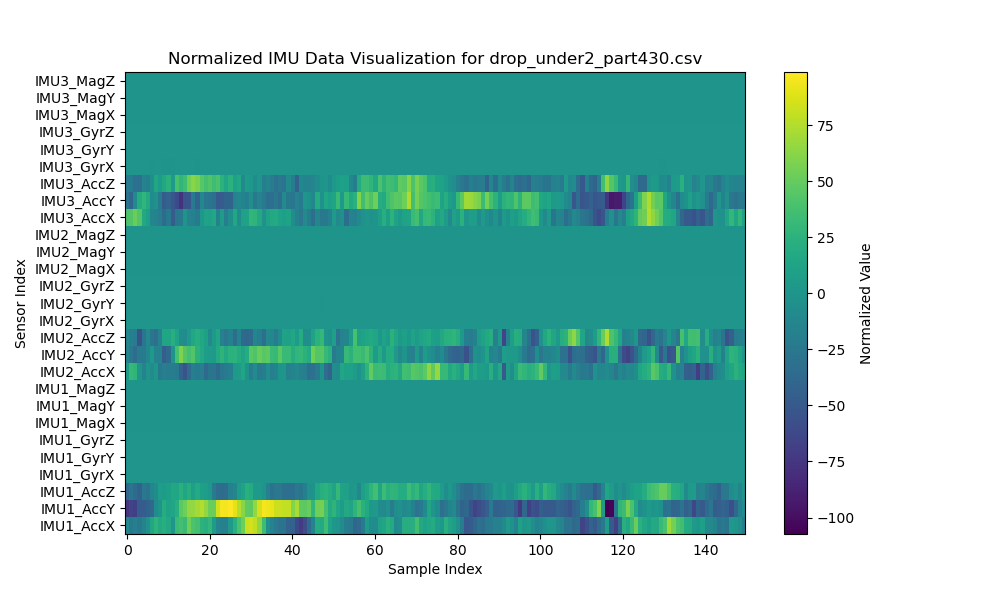 Normalized IMU Data Visualization for drop_under2_part430.csv
IMU3_MagZ
IMU3_MagY
IMU3_MagX
IMU3_GyrZ
IMU3_GyrY
IMU3_GyrX
IMU3_AccZ
IMU3_AccY
IMU3_AccX
IMU2_MagZ
IMU2_MagY
IMU2_MagX
IMU2_GyrZ
IMU2_GyrY
IMU2_GyrX
IMU2_AccZ
IMU2_AccY
IMU2_AccX
IMU1_MagZ
IMU1_MagY
IMU1_MagX
IMU1_GyrZ
IMU1_GyrY
IMU1_GyrX
IMU1_AccZ
IMU1_AccY
IMU1_AccX
Sensor Index
0 20 40 60 80 100 120 140
Sample Index
75
50
25
0
−25
−50
−75
−100
Normalized Value